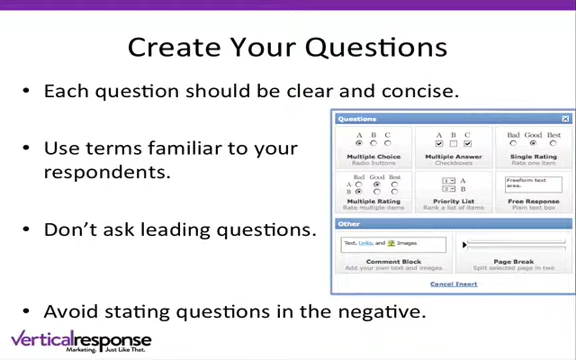 Create Your Questions
• Each question should be clear and concise.
• Use terms familiar to your
respondents.
• Don't ask leading questions.
• Avoid stating questions in the negative.
Questions
A B C
Multiple Choice
Radio buttons
A B C
Multiple Answer
Checkboxes
Bad Good Best
Single Rating
Rate one item
Bad Good Best
A
B
Multiple Rating
Rate multiple items
A
B
Priority List
Rank a list of items
Freeform text
area.
Free Response
Plain text box
Other
Text, Links, and Images
Comment Block
Add your own text and images.
Page Break
Split selected page in two
Cancel Insert
verticalresponse
Marketing. Just Like That.